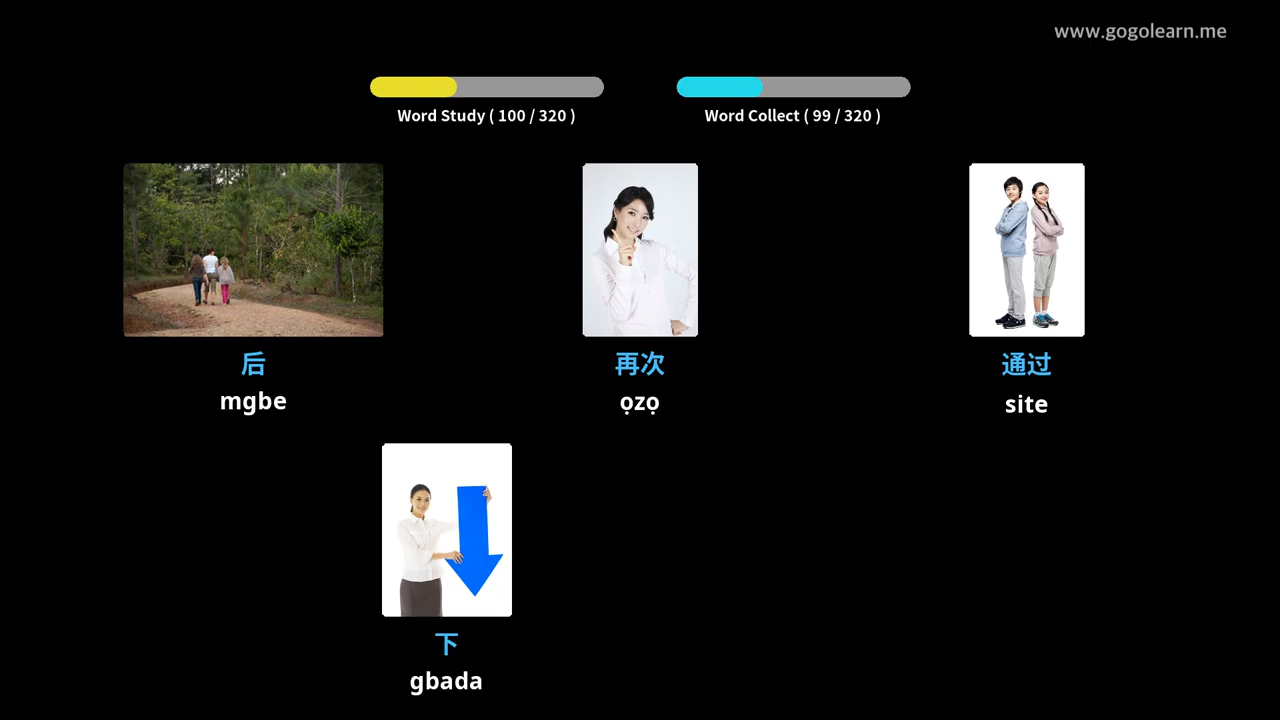 www.gogolearn.me
Word Study ( 100 / 320 )
Word Collect ( 99 / 320 )
后
mgbe
再次
ọzọ
通过
site
下
gbada